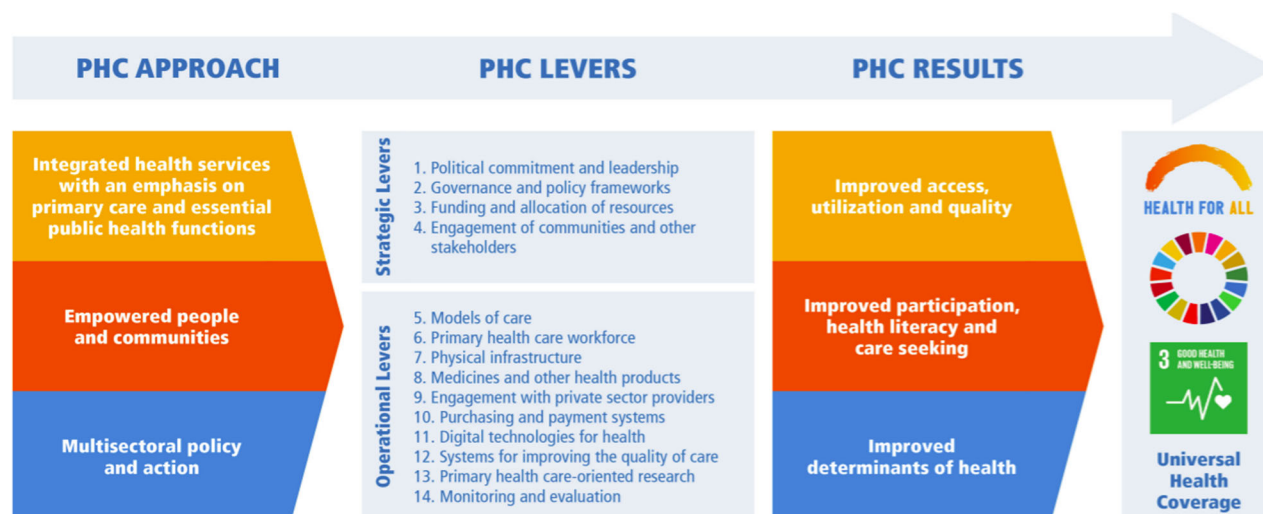 PHC APPROACH
PHC LEVERS
PHC RESULTS
Integrated health services
with an emphasis on
primary care and essential
public health functions
Empowered people
and communities
Multisectoral policy
and action
Strategic Levers
1. Political commitment and leadership
2. Governance and policy frameworks
3. Funding and allocation of resources
4. Engagement of communities and other
stakeholders
Operational Levers
5. Models of care
6. Primary health care workforce
7. Physical infrastructure
8. Medicines and other health products
9. Engagement with private sector providers
10. Purchasing and payment systems
11. Digital technologies for health
12. Systems for improving the quality of care
13. Primary health care-oriented research
14. Monitoring and evaluation
Improved access,
utilization and quality
Improved participation,
health literacy and
care seeking
Improved
determinants of health
HEALTH FOR ALL
3 GOOD HEALTH
AND WELL-BEING
Universal
Health
Coverage